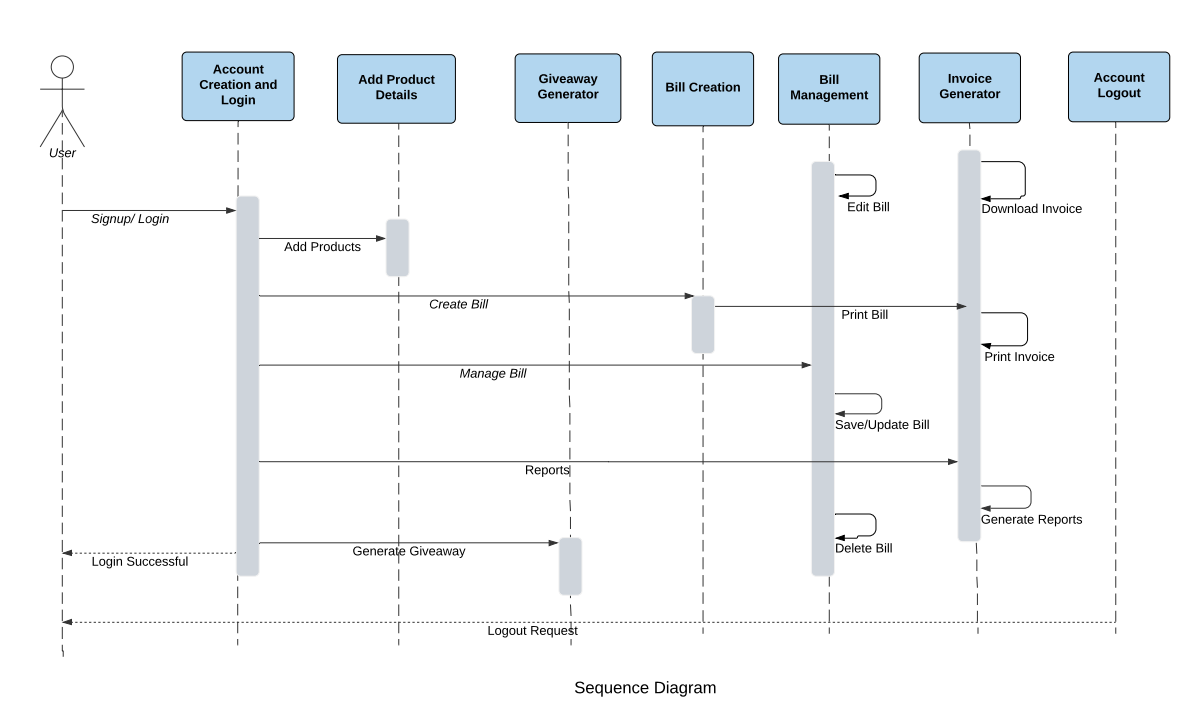 Account
Creation and
Login
Add Product
Details
Giveaway
Generator
Bill Creation
Bill
Management
Invoice
Generator
Account
Logout
User
Signup/ Login
Edit Bill
Download Invoice
Add Products
Create Bill
Print Bill
Print Invoice
Manage Bill
Save/Update Bill
Reports
Generate Reports
Generate Giveaway
Delete Bill
Login Successful
Logout Request
Sequence Diagram